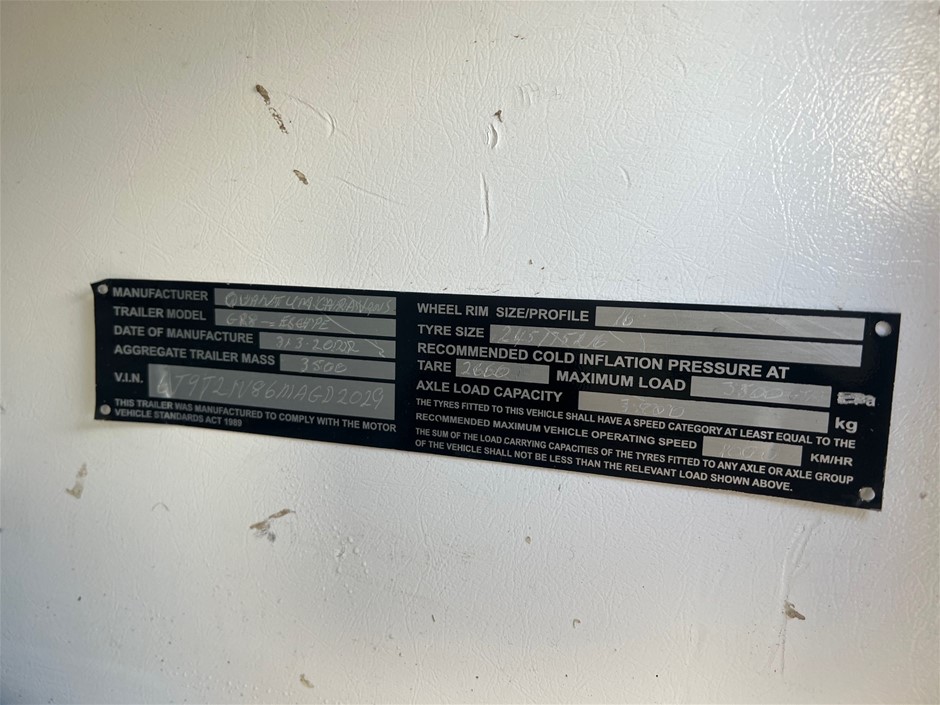 MANUFACTURER QUANTUM CARAVANS
TRAILER MODEL GRX-ESCAPE
DATE OF MANUFACTURE
AGGREGATE TRAILER MASS 3500
V.I.N. 6T9T2N86MAGD2029
THIS TRAILER WAS MANUFACTURED TO COMPLY WITH THE MOTOR
VEHICLE STANDARDS ACT 1989
WHEEL RIM SIZE/PROFILE 16
TYRE SIZE 245/75R16
RECOMMENDED COLD INFLATION PRESSURE AT
TARE 2660 MAXIMUM LOAD 3500
AXLE LOAD CAPACITY kg
THE TYRES FITTED TO THIS VEHICLE SHALL HAVE A SPEED CATEGORY AT LEAST EQUAL TO THE
RECOMMENDED MAXIMUM VEHICLE OPERATING SPEED KM/HR
THE SUM OF THE LOAD CARRYING CAPACITIES OF THE TYRES FITTED TO ANY AXLE OR AXLE GROUP
OF THE VEHICLE SHALL NOT BE LESS THAN THE RELEVANT LOAD SHOWN ABOVE.